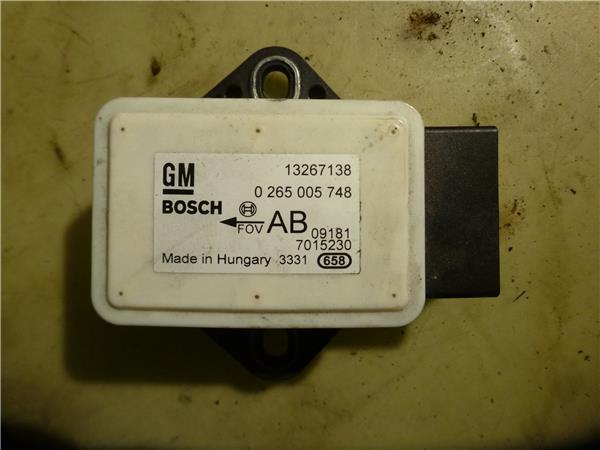 GM 13267138
0 265 005 748
BOSCH
FOV AB 09181
7015230
Made in Hungary 3331 658